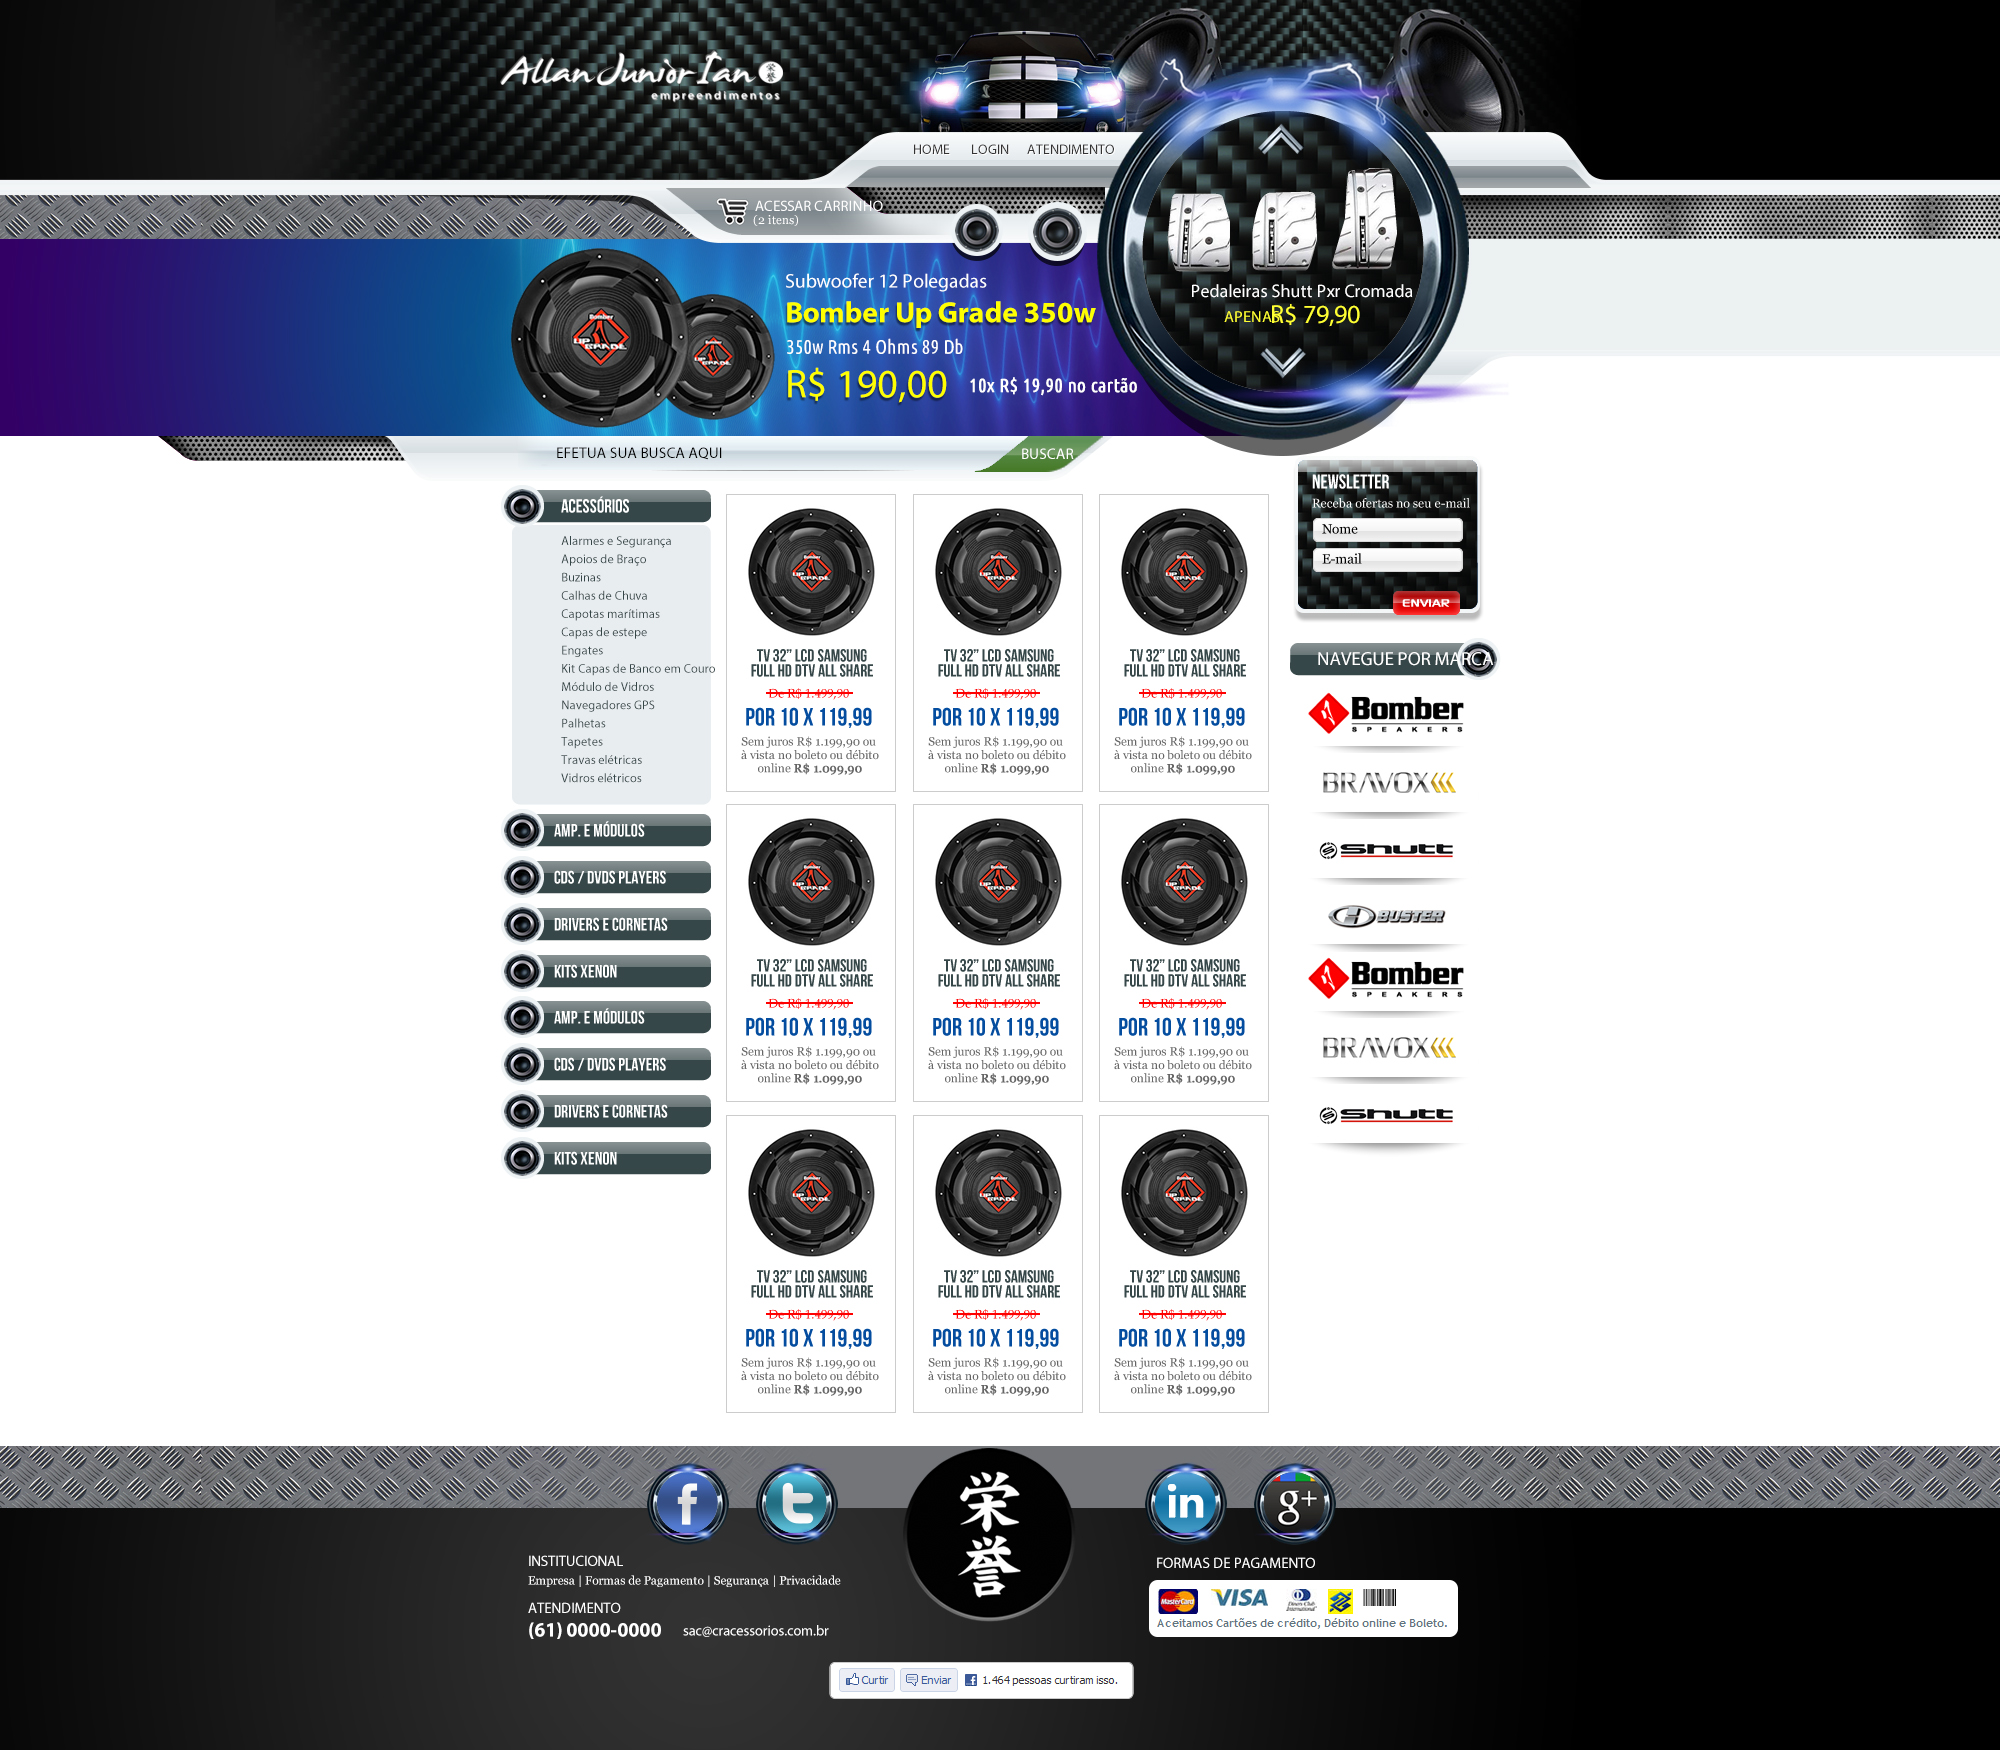 Allan Junior Ian
empreendimentos
HOME LOGIN ATENDIMENTO
ACESSAR CARRINHO
(2 itens)
Subwoofer 12 Polegadas
Bomber Up Grade 350w
350w Rms 4 Ohms 89 Db
R$ 190,00 10x R$ 19,90 no cartão
Pedaleiras Shutt Pxr Cromada
APENAS R$ 79,90
EFETUA SUA BUSCA AQUI
BUSCAR
ACESSÓRIOS
Alarmes e Segurança
Apoios de Braço
Buzinas
Calhas de Chuva
Capotas marítimas
Capas de estepe
Engates
Kit Capas de Banco em Couro
Módulo de Vidros
Navegadores GPS
Palhetas
Tapetes
Travas elétricas
Vidros elétricos
AMP. E MÓDULOS
CDS / DVDS PLAYERS
DRIVERS E CORNETAS
KITS XENON
AMP. E MÓDULOS
CDS / DVDS PLAYERS
DRIVERS E CORNETAS
KITS XENON
TV 32” LCD SAMSUNG
FULL HD DTV ALL SHARE
De R$ 1.499,90
POR 10 X 119,99
Sem juros R$ 1.199,90 ou
à vista no boleto ou débito
online R$ 1.099,90
TV 32” LCD SAMSUNG
FULL HD DTV ALL SHARE
De R$ 1.499,90
POR 10 X 119,99
Sem juros R$ 1.199,90 ou
à vista no boleto ou débito
online R$ 1.099,90
TV 32” LCD SAMSUNG
FULL HD DTV ALL SHARE
De R$ 1.499,90
POR 10 X 119,99
Sem juros R$ 1.199,90 ou
à vista no boleto ou débito
online R$ 1.099,90
TV 32” LCD SAMSUNG
FULL HD DTV ALL SHARE
De R$ 1.499,90
POR 10 X 119,99
Sem juros R$ 1.199,90 ou
à vista no boleto ou débito
online R$ 1.099,90
TV 32” LCD SAMSUNG
FULL HD DTV ALL SHARE
De R$ 1.499,90
POR 10 X 119,99
Sem juros R$ 1.199,90 ou
à vista no boleto ou débito
online R$ 1.099,90
TV 32” LCD SAMSUNG
FULL HD DTV ALL SHARE
De R$ 1.499,90
POR 10 X 119,99
Sem juros R$ 1.199,90 ou
à vista no boleto ou débito
online R$ 1.099,90
TV 32” LCD SAMSUNG
FULL HD DTV ALL SHARE
De R$ 1.499,90
POR 10 X 119,99
Sem juros R$ 1.199,90 ou
à vista no boleto ou débito
online R$ 1.099,90
TV 32” LCD SAMSUNG
FULL HD DTV ALL SHARE
De R$ 1.499,90
POR 10 X 119,99
Sem juros R$ 1.199,90 ou
à vista no boleto ou débito
online R$ 1.099,90
TV 32” LCD SAMSUNG
FULL HD DTV ALL SHARE
De R$ 1.499,90
POR 10 X 119,99
Sem juros R$ 1.199,90 ou
à vista no boleto ou débito
online R$ 1.099,90
NEWSLETTER
Receba ofertas no seu e-mail
Nome
E-mail
ENVIAR
NAVEGUE POR MARCA
Bomber
SPEAKERS
BRAVOX
Shutt
BUSTER
Bomber
SPEAKERS
BRAVOX
Shutt
f t in g+
栄
誉
INSTITUCIONAL
Empresa | Formas de Pagamento | Segurança | Privacidade
ATENDIMENTO
(61) 0000-0000 sac@cracessorios.com.br
FORMAS DE PAGAMENTO
MasterCard VISA Diners Club International
Aceitamos Cartões de crédito, Débito online e Boleto.
Curtir Enviar 1.464 pessoas curtiram isso.